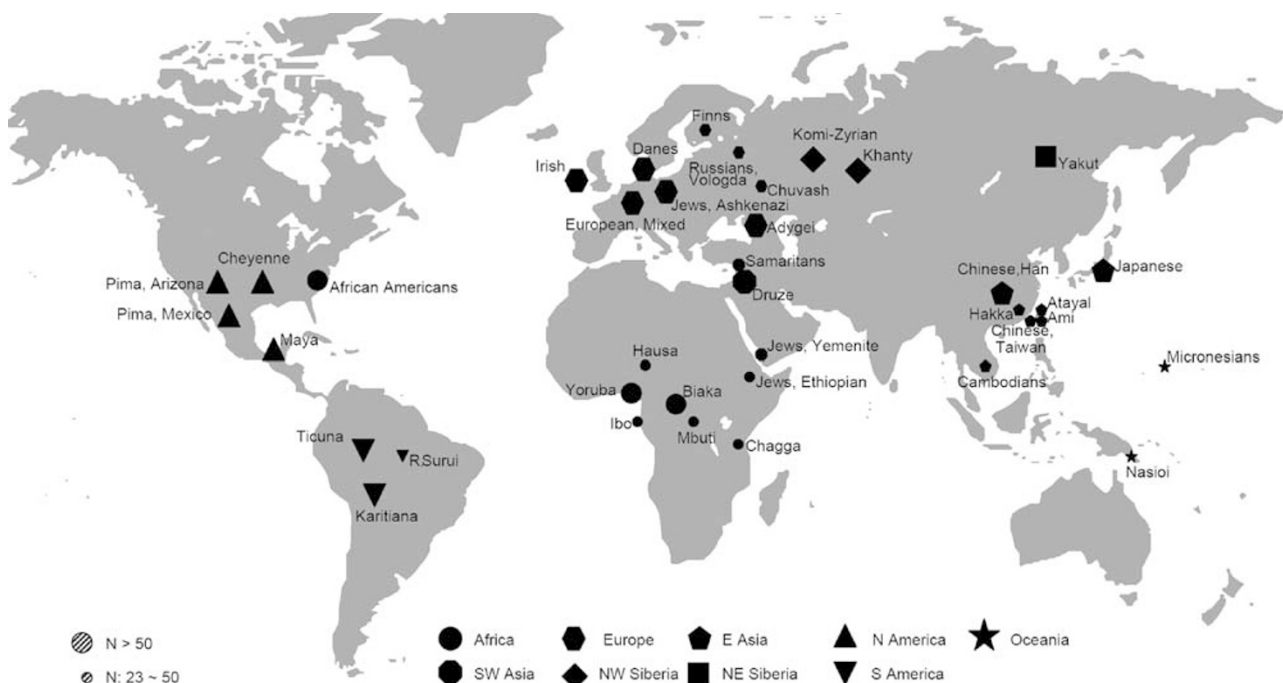 Finns
Komi-Zyrian
Danes
Khanty
Irish
Russians,
Vologda
Yakut
Chuvash
Jews, Ashkenazi
European, Mixed
Adygei
Cheyenne
Samaritans
Chinese,Han
Japanese
Pima, Arizona
African Americans
Druze
Pima, Mexico
Hakka
Atayal
Ami
Chinese,
Taiwan
Maya
Hausa
Jews, Yemenite
Micronesians
Jews, Ethiopian
Cambodians
Yoruba
Biaka
Ibo
Mbuti
Chagga
Ticuna
R.Surui
Nasioi
Karitiana
N > 50
N: 23 ~ 50
Africa
Europe
E Asia
N America
Oceania
SW Asia
NW Siberia
NE Siberia
S America